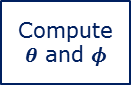 Compute
θ and ϕ